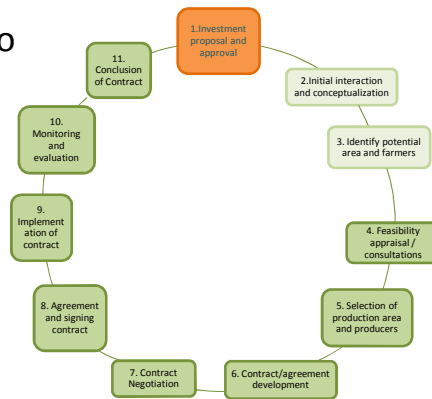 o
1.Investment
proposal and
approval
2.Initial interaction
and conceptualization
3. Identify potential
area and farmers
4. Feasibility
appraisal /
consultations
5. Selection of
production area
and producers
6. Contract/agreement
development
7. Contract
Negotiation
8. Agreement
and signing
contract
9.
Implement
ation of
contract
10.
Monitoring
and
evaluation
11.
Conclusion
of Contract